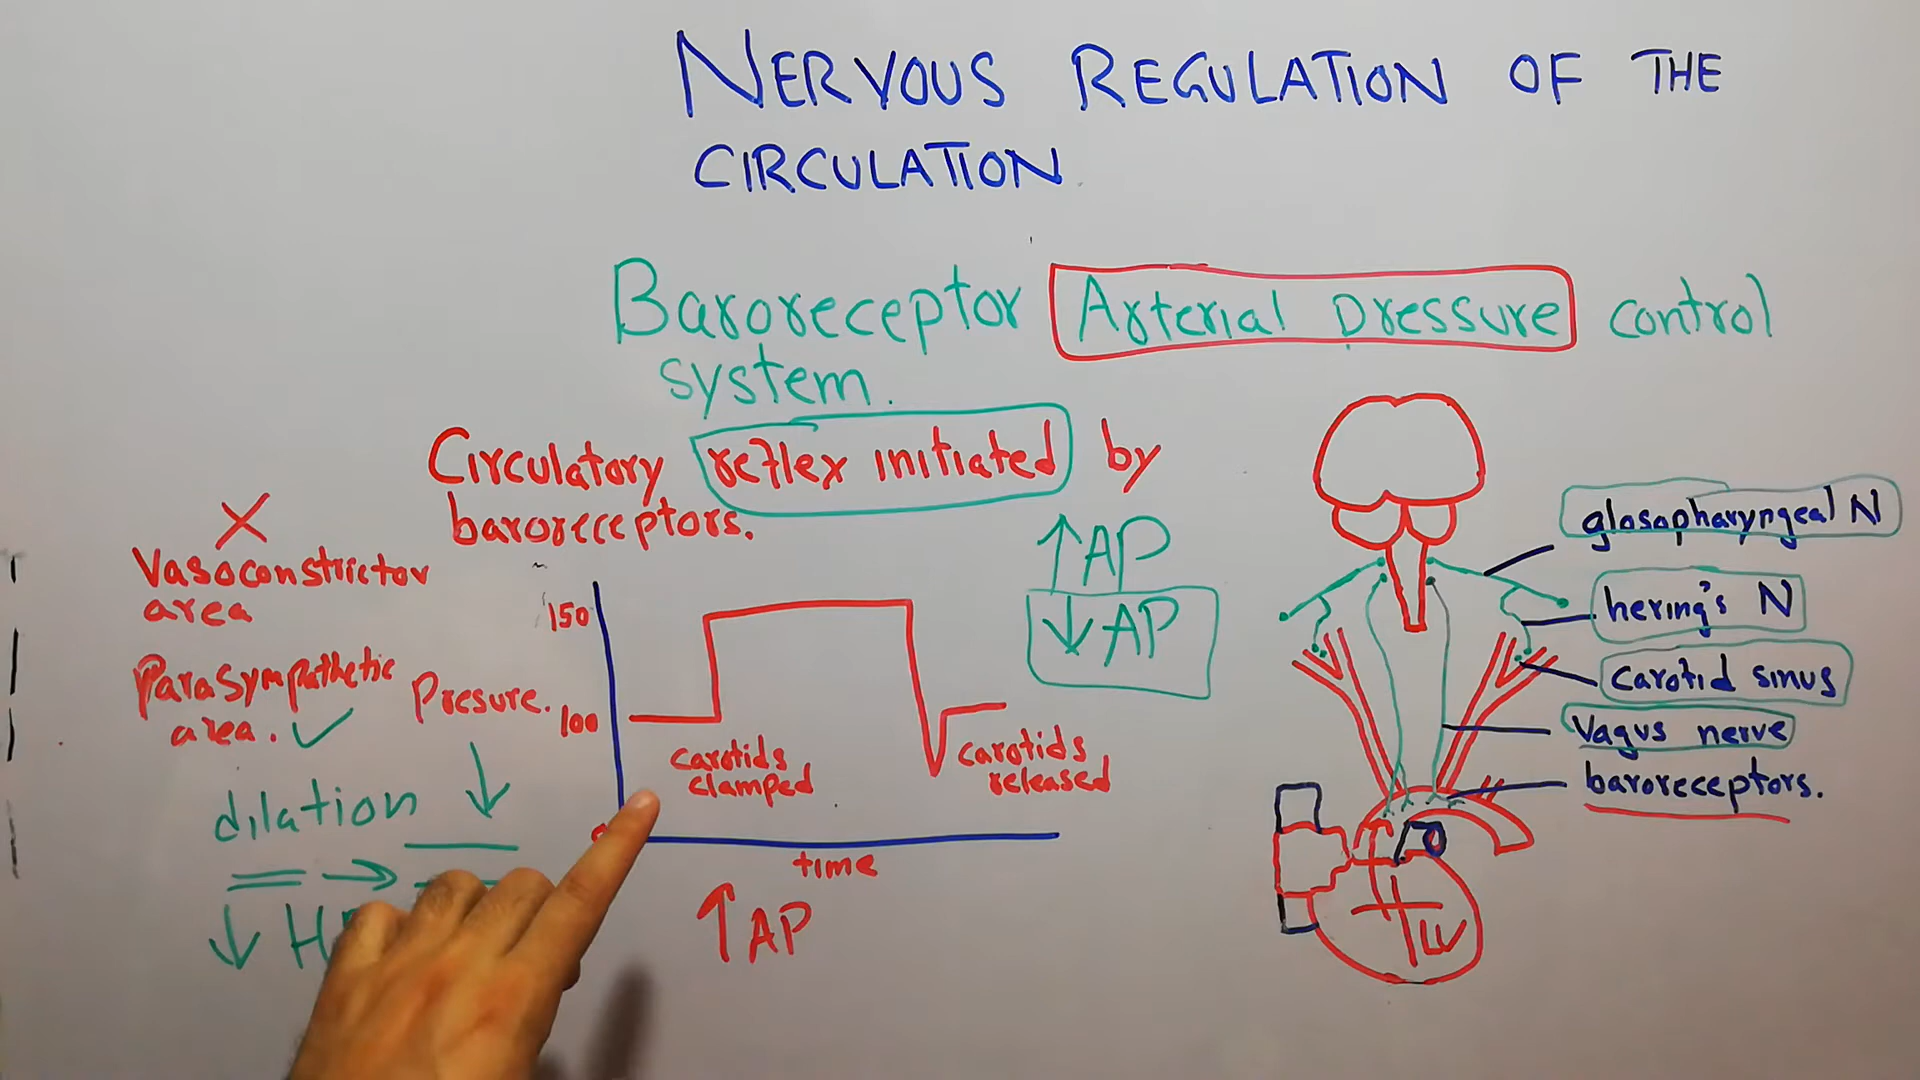 NERVOUS REGULATION OF THE
CIRCULATION.
Baroreceptor Arterial Pressure control
system.
Circulatory reflex initiated by
baroreceptors.
Vasoconstrictor
area
Parasympathetic
area.
Presure.
dilation
↓ AP
↑ AP
150
100
carotids
clamped
carotids
released
time
↑ AP
glosopharyngeal N
hering's N
carotid sinus
Vagus nerve
baroreceptors.
LV